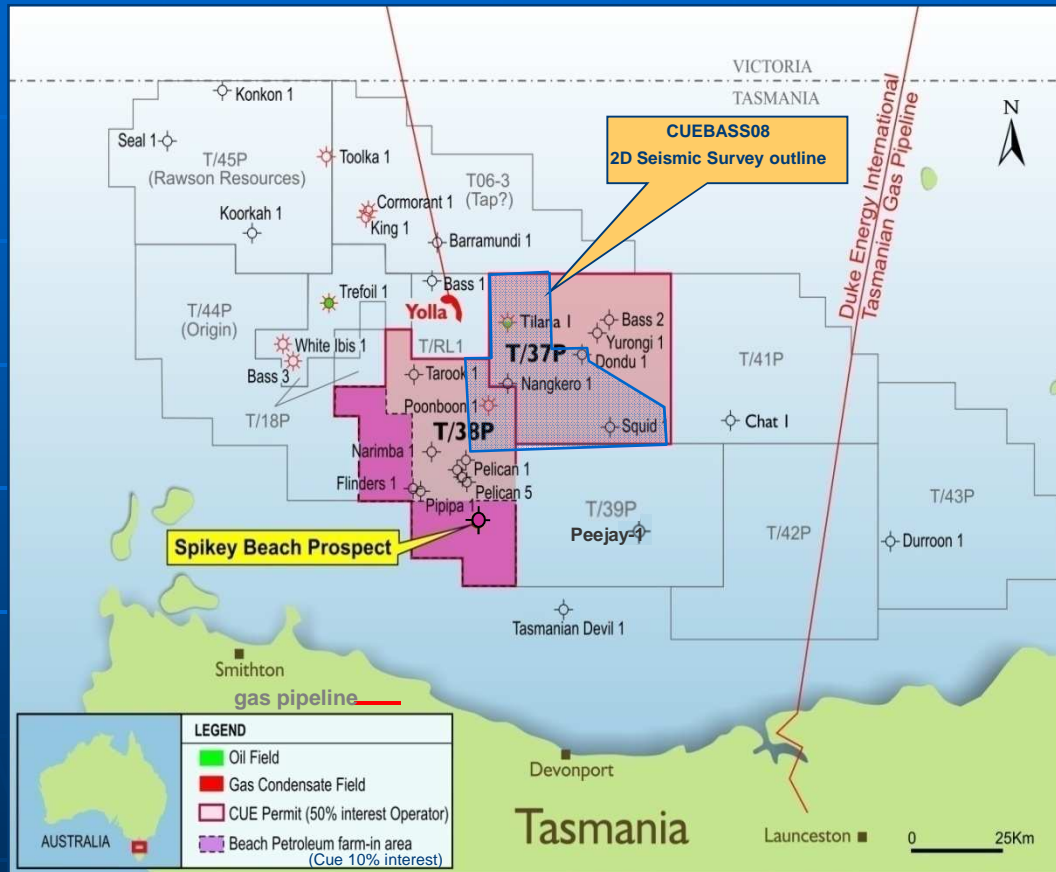 VICTORIA
TASMANIA
N
Konkon 1
Seal 1
T/45P
(Rawson Resources)
Toolka 1
CUEBASS08
2D Seismic Survey outline
T06-3
(Tap?)
Cormorant 1
King 1
Koorkah 1
Barramundi 1
Duke Energy International
Tasmanian Gas Pipeline
Bass 1
Trefoil 1
T/44P
(Origin)
Yolla
Tilana 1
Bass 2
Yurongi 1
White Ibis 1
T/RL1
T/37P
Dondu 1
T/41P
Bass 3
Tarook 1
Nangkero 1
T/18P
Poonboon 1
T/38P
Squid
Chat 1
Narimba 1
Pelican 1
Flinders 1
Pelican 5
Pipipa 1
T/39P
T/43P
Peejay-1
T/42P
Durroon 1
Spikey Beach Prospect
Tasmanian Devil 1
Smithton
gas pipeline
LEGEND
Oil Field
Gas Condensate Field
CUE Permit (50% interest Operator)
Beach Petroleum farm-in area
(Cue 10% interest)
AUSTRALIA
Devonport
Tasmania
Launceston
0 25Km